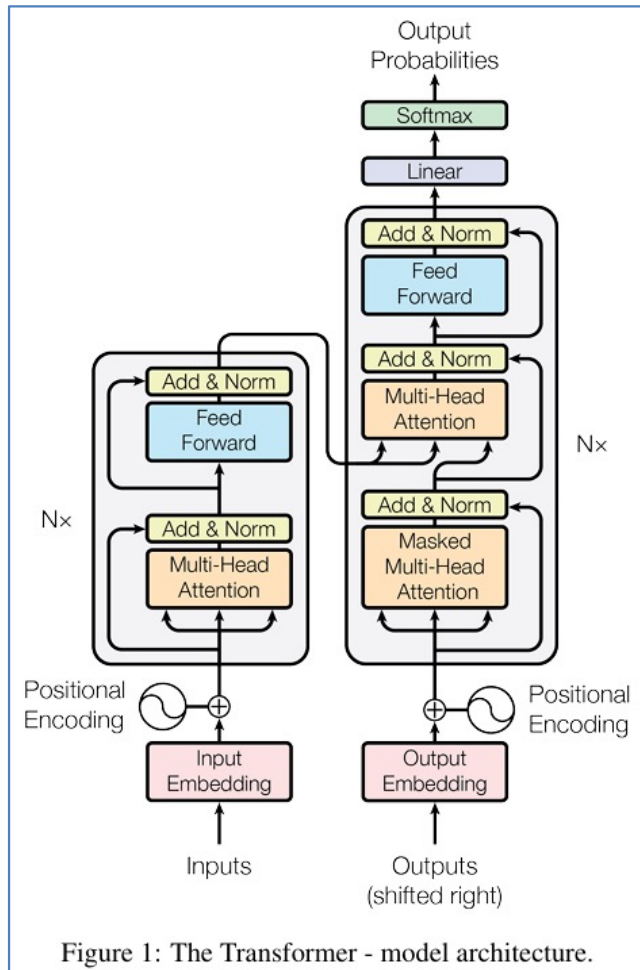 Output
Probabilities
Softmax
Linear
Add & Norm
Feed
Forward
Add & Norm
Multi-Head
Attention
Add & Norm
Masked
Multi-Head
Attention
N×
Add & Norm
Feed
Forward
Add & Norm
Multi-Head
Attention
N×
Positional
Encoding
Positional
Encoding
Input
Embedding
Output
Embedding
Inputs
Outputs
(shifted right)
Figure 1: The Transformer - model architecture.